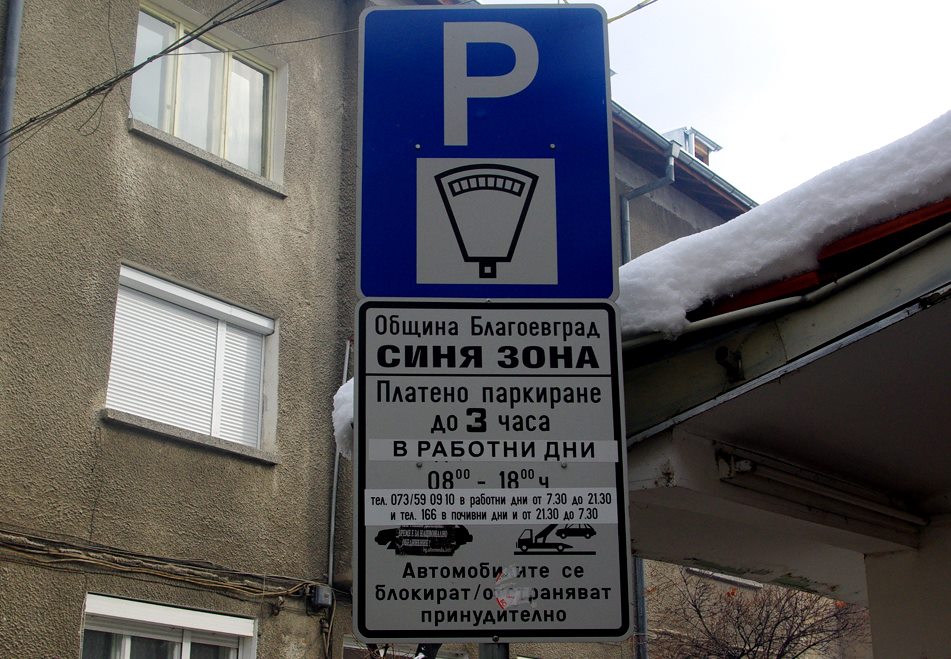 P
Община Благоевград
СИНЯ ЗОНА
Платено паркиране
до 3 часа
В РАБОТНИ ДНИ
08⁰⁰ - 18⁰⁰ ч
тел. 073/59 09 10 в работни дни от 7.30 до 21.30
и тел. 166 в почивни дни и от 21.30 до 7.30
Автомобилите се
блокират/отстраняват
принудително